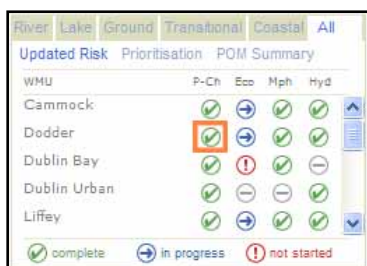 River Lake Ground Transitional Coastal All
Updated Risk Prioritisation POM Summary
WMU P-Ch Eco Mph Hyd
Cammock
Dodder
Dublin Bay
Dublin Urban
Liffey
complete in progress not started